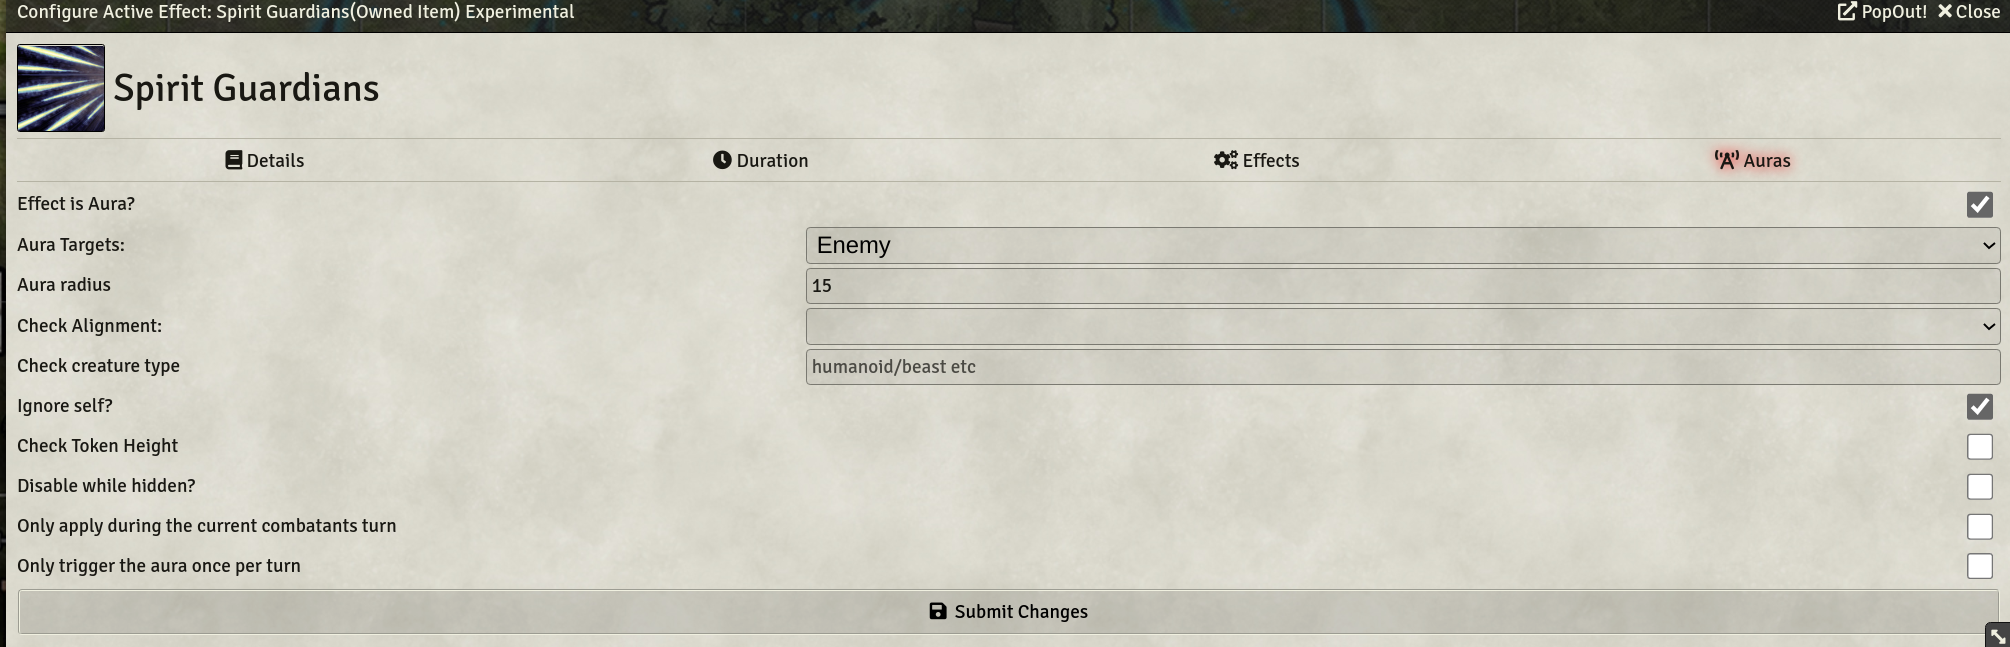 Configure Active Effect: Spirit Guardians(Owned Item) Experimental PopOut! Close
Spirit Guardians
Details Duration Effects Auras
Effect is Aura?
Aura Targets: Enemy
Aura radius 15
Check Alignment:
Check creature type humanoid/beast etc
Ignore self?
Check Token Height
Disable while hidden?
Only apply during the current combatants turn
Only trigger the aura once per turn
Submit Changes